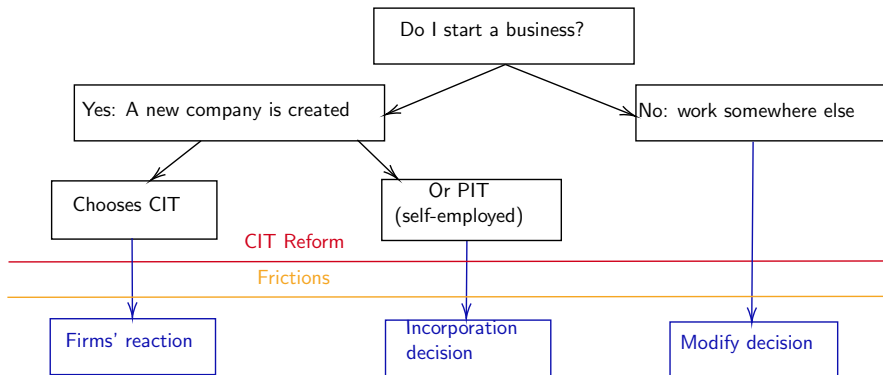 Do I start a business?
Yes: A new company is created
No: work somewhere else
Chooses CIT
Or PIT
(self-employed)
CIT Reform
Frictions
Firms' reaction
Incorporation
decision
Modify decision